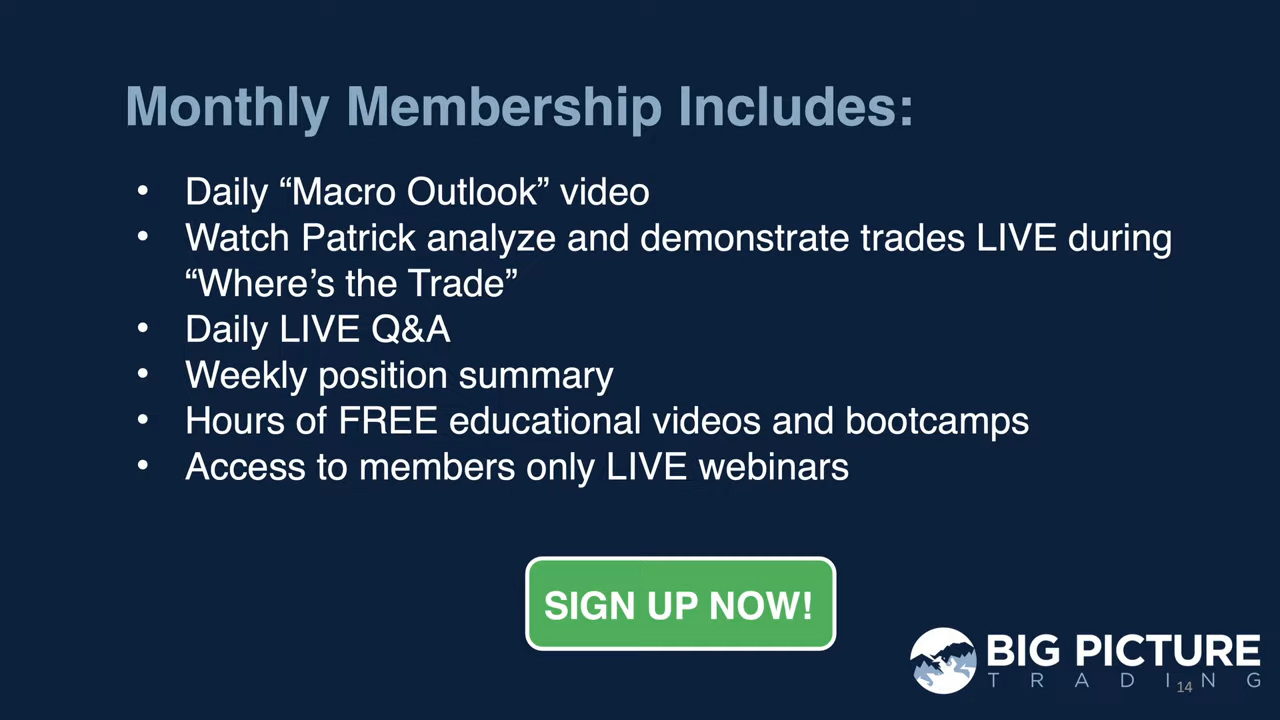 Monthly Membership Includes:
• Daily “Macro Outlook” video
• Watch Patrick analyze and demonstrate trades LIVE during
“Where’s the Trade”
• Daily LIVE Q&A
• Weekly position summary
• Hours of FREE educational videos and bootcamps
• Access to members only LIVE webinars
SIGN UP NOW!
BIG PICTURE
TRADING
14